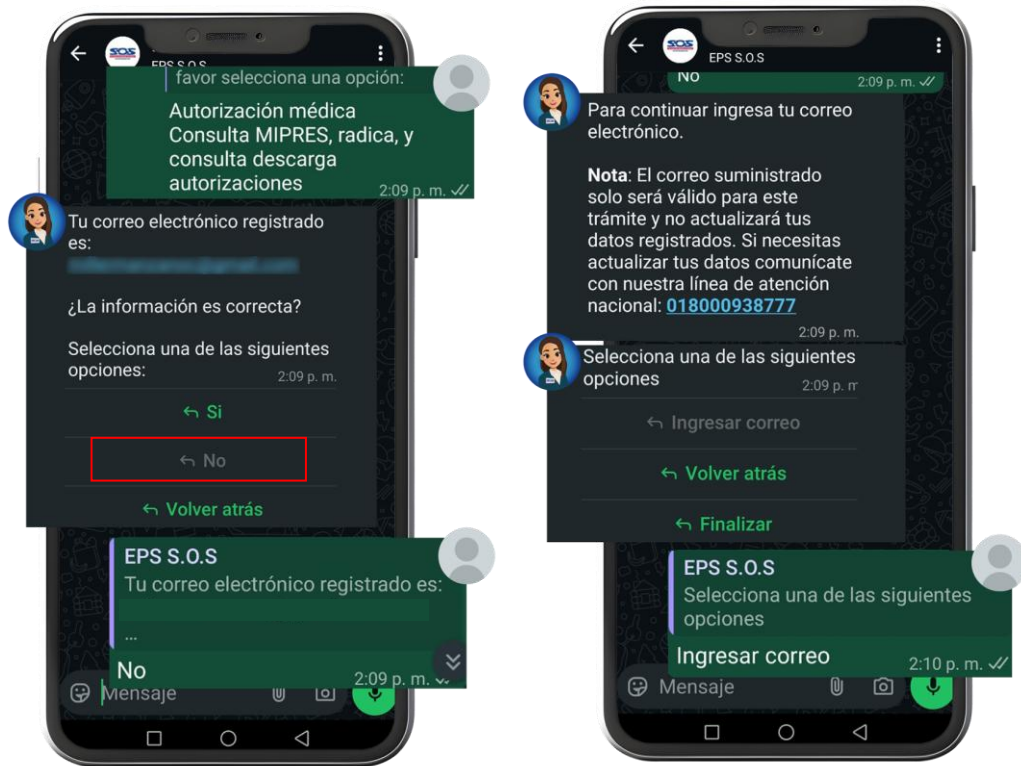 SOS
EPS S.O.S
favor selecciona una opción:
Autorización médica
Consulta MIPRES, radica, y
consulta descarga
autorizaciones
2:09 p. m.
Tu correo electrónico registrado
es:
¿La información es correcta?
Selecciona una de las siguientes
opciones:
2:09 p. m.
Si
No
Volver atrás
EPS S.O.S
Tu correo electrónico registrado es:
...
No
2:09 p. m.
Mensaje
SOS
EPS S.O.S
No
2:09 p. m.
Para continuar ingresa tu correo
electrónico.
Nota: El correo suministrado
solo será válido para este
trámite y no actualizará tus
datos registrados. Si necesitas
actualizar tus datos comunícate
con nuestra línea de atención
nacional: 018000938777
2:09 p. m.
Selecciona una de las siguientes
opciones
2:09 p. m
Ingresar correo
Volver atrás
Finalizar
EPS S.O.S
Selecciona una de las siguientes
opciones
Ingresar correo
2:10 p. m.
Mensaje